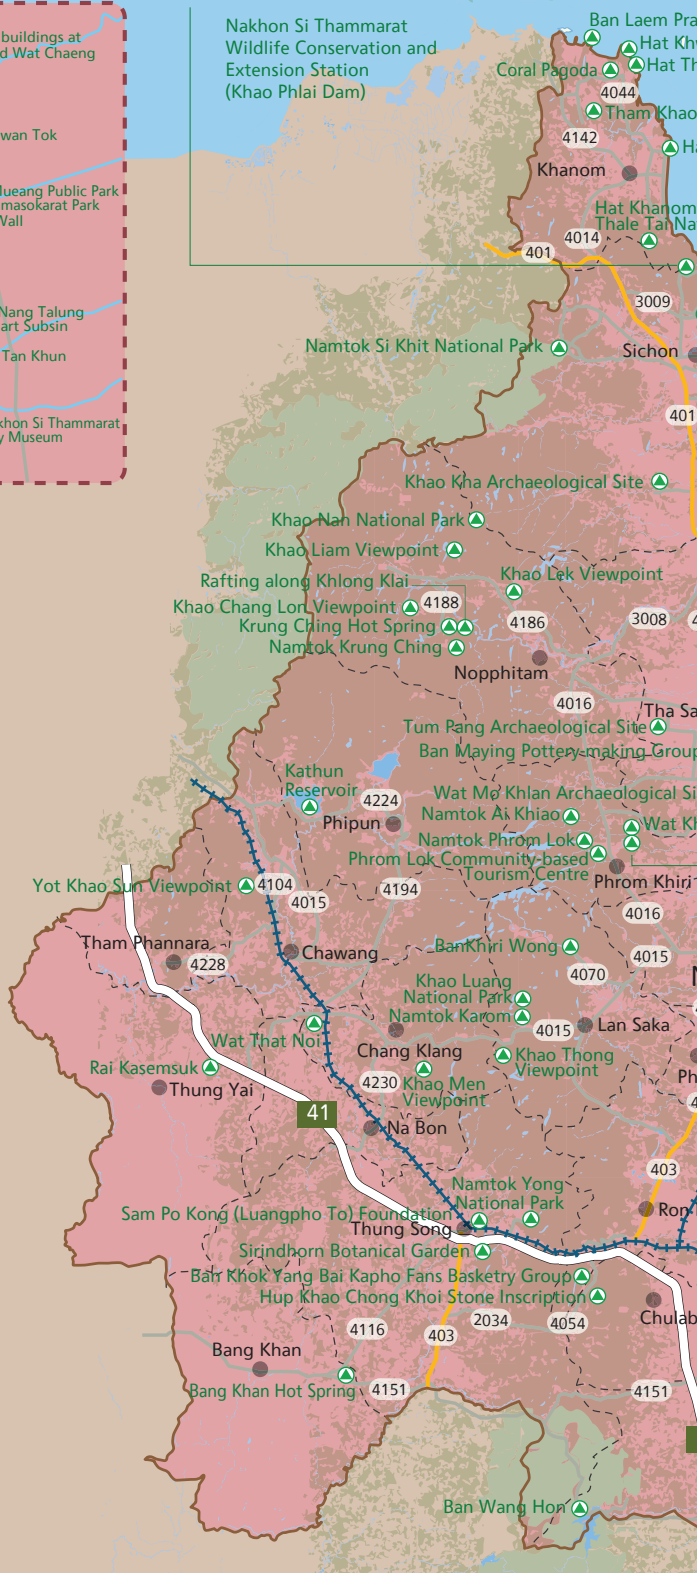 buildings at
d Wat Chaeng
wan Tok
Mueang Public Park
masokarat Park
Wall
Nang Talung
art Subsin
Tan Khun
khon Si Thammarat
y Museum
Nakhon Si Thammarat
Wildlife Conservation and
Extension Station
(Khao Phlai Dam)
Ban Laem Pra
Hat Khw
Hat Th
Coral Pagoda
4044
Tham Khao
4142
Ha
Khanom
Hat Khanom
Thale Tai Na
4014
401
3009
Namtok Si Khit National Park
Sichon
401
Khao Kha Archaeological Site
Khao Nan National Park
Khao Liam Viewpoint
Rafting along Khlong Klai
Khao Lek Viewpoint
Khao Chang Lon Viewpoint
4188
Krung Ching Hot Spring
4186
3008
4
Namtok Krung Ching
Nopphitam
4016
Tha Sa
Tum Pang Archaeological Site
Ban Maying Pottery-making Group
Kathun
Reservoir
4224
Wat Mo Khlan Archaeological Si
Phipun
Namtok Ai Khiao
Wat Kh
Namtok Phrom Lok
Phrom Lok Community-based
Tourism Centre
Phrom Khiri
Yot Khao Sun Viewpoint
4104
4015
4194
4016
Tham Phannara
4228
Chawang
BanKhiri Wong
4015
4070
Khao Luang
National Park
Namtok Karom
N
Wat That Noi
4015
Lan Saka
Chang Klang
Khao Thong
Viewpoint
Rai Kasemsuk
Thung Yai
4230
Khao Men
Viewpoint
Ph
4
41
Na Bon
403
Namtok Yong
National Park
Ron
Sam Po Kong (Luangpho To) Foundation
Thung Song
Sirindhorn Botanical Garden
Ban Khok Yang Bai Kapho Fans Basketry Group
Hup Khao Chong Khoi Stone Inscription
Chulab
4116
403
2034
4054
Bang Khan
Bang Khan Hot Spring
4151
4151
Ban Wang Hon